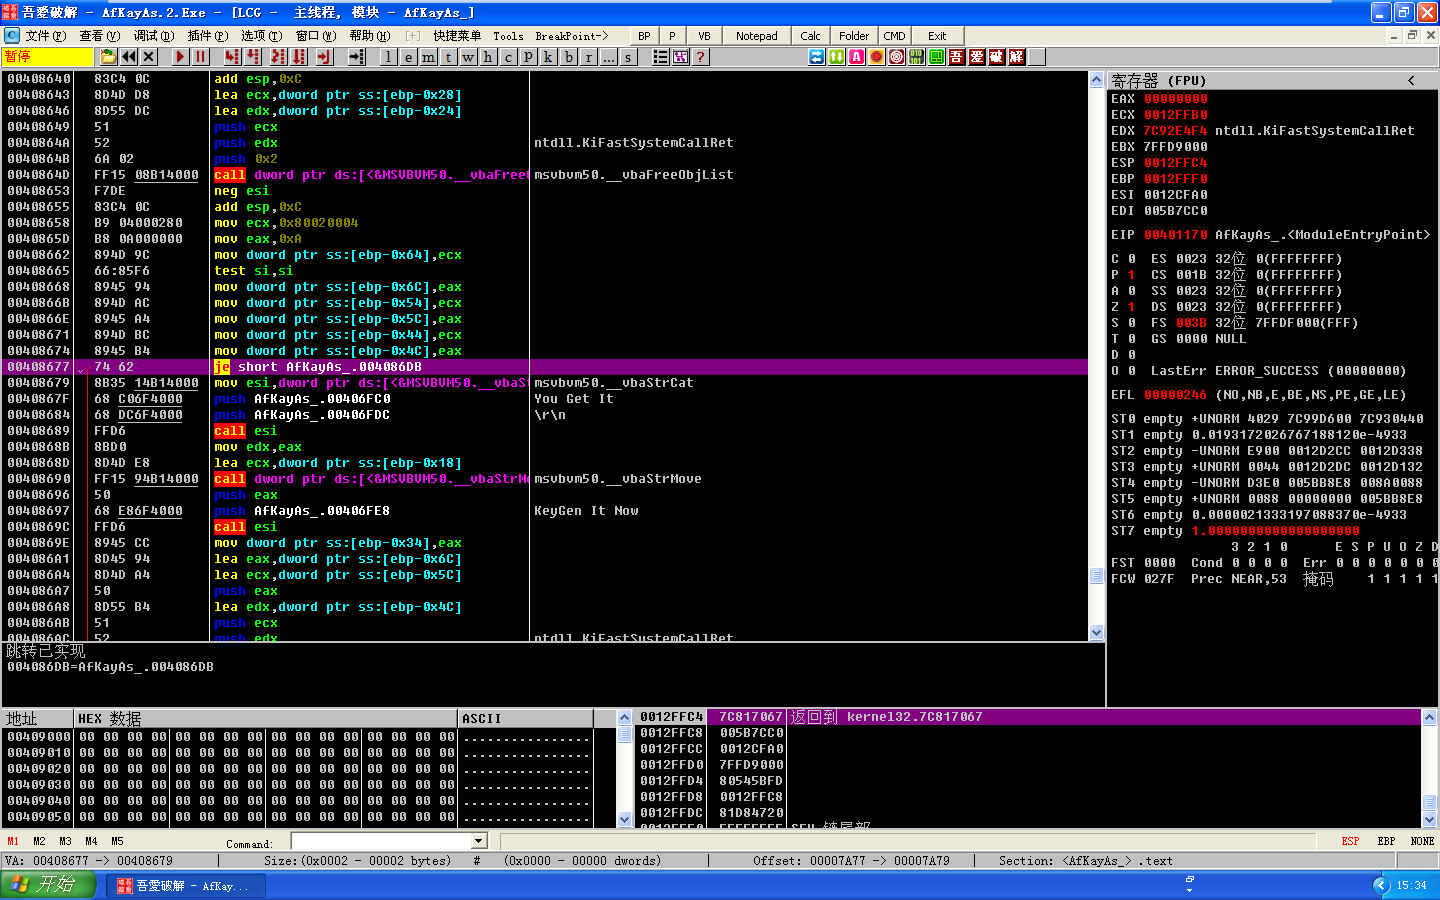 吾爱破解 - AfKayAs.2.Exe - [LCG -  主线程, 模块 - AfKayAs_]
文件(F) 查看(V) 调试(D) 插件(P) 选项(T) 窗口(W) 帮助(H) [+] 快捷菜单 Tools BreakPoint-> BP P VB Notepad Calc Folder CMD Exit
暂停 l e m t w h c p k b r ... s ? 吾 爱 破 解
00408640 83C4 0C add esp,0xC
00408643 8D4D D8 lea ecx,dword ptr ss:[ebp-0x28]
00408646 8D55 DC lea edx,dword ptr ss:[ebp-0x24]
00408649 51 push ecx
0040864A 52 push edx ntdll.KiFastSystemCallRet
0040864B 6A 02 push 0x2
0040864D FF15 08B14000 call dword ptr ds:[<&MSVBVM50.__vbaFreeO msvbvm50.__vbaFreeObjList
00408653 F7DE neg esi
00408655 83C4 0C add esp,0xC
00408658 B9 04000280 mov ecx,0x80020004
0040865D B8 0A000000 mov eax,0xA
00408662 894D 9C mov dword ptr ss:[ebp-0x64],ecx
00408665 66:85F6 test si,si
00408668 8945 94 mov dword ptr ss:[ebp-0x6C],eax
0040866B 894D AC mov dword ptr ss:[ebp-0x54],ecx
0040866E 8945 A4 mov dword ptr ss:[ebp-0x5C],eax
00408671 894D BC mov dword ptr ss:[ebp-0x44],ecx
00408674 8945 B4 mov dword ptr ss:[ebp-0x4C],eax
00408677 74 62 je short AfKayAs_.004086DB
00408679 8B35 14B14000 mov esi,dword ptr ds:[<&MSVBVM50.__vbaSt msvbvm50.__vbaStrCat
0040867F 68 C06F4000 push AfKayAs_.00406FC0 You Get It
00408684 68 DC6F4000 push AfKayAs_.00406FDC \r\n
00408689 FFD6 call esi
0040868B 8BD0 mov edx,eax
0040868D 8D4D E8 lea ecx,dword ptr ss:[ebp-0x18]
00408690 FF15 94B14000 call dword ptr ds:[<&MSVBVM50.__vbaStrMo msvbvm50.__vbaStrMove
00408696 50 push eax
00408697 68 E86F4000 push AfKayAs_.00406FE8 KeyGen It Now
0040869C FFD6 call esi
0040869E 8945 CC mov dword ptr ss:[ebp-0x34],eax
004086A1 8D45 94 lea eax,dword ptr ss:[ebp-0x6C]
004086A4 8D4D A4 lea ecx,dword ptr ss:[ebp-0x5C]
004086A7 50 push eax
004086A8 8D55 B4 lea edx,dword ptr ss:[ebp-0x4C]
004086AB 51 push ecx
004086AC 52 push edx ntdll.KiFastSystemCallRet
跳转已实现
004086DB=AfKayAs_.004086DB
寄存器 (FPU) <
EAX 00000000
ECX 0012FFB0
EDX 7C92E4F4 ntdll.KiFastSystemCallRet
EBX 7FFD9000
ESP 0012FFC4
EBP 0012FFF0
ESI 0012CFA0
EDI 005B7CC0
EIP 00401170 AfKayAs_.<ModuleEntryPoint>
C 0 ES 0023 32位 0(FFFFFFFF)
P 1 CS 001B 32位 0(FFFFFFFF)
A 0 SS 0023 32位 0(FFFFFFFF)
Z 1 DS 0023 32位 0(FFFFFFFF)
S 0 FS 003B 32位 7FFDF000(FFF)
T 0 GS 0000 NULL
D 0
O 0 LastErr ERROR_SUCCESS (00000000)
EFL 00000246 (NO,NB,E,BE,NS,PE,GE,LE)
ST0 empty +UNORM 4029 7C99D600 7C930440
ST1 empty 0.0193172026767188120e-4933
ST2 empty -UNORM E900 0012D2CC 0012D338
ST3 empty +UNORM 0044 0012D2DC 0012D132
ST4 empty -UNORM D3E0 005BB8E8 008A0088
ST5 empty +UNORM 0088 00000000 005BB8E8
ST6 empty 0.0000021333197088370e-4933
ST7 empty 1.0000000000000000000
3 2 1 0 E S P U O Z D
FST 0000 Cond 0 0 0 0 Err 0 0 0 0 0 0 0
FCW 027F Prec NEAR,53 掩码 1 1 1 1 1
地址 HEX 数据 ASCII
00409000 00 00 00 00 00 00 00 00 00 00 00 00 00 00 00 00 ................
00409010 00 00 00 00 00 00 00 00 00 00 00 00 00 00 00 00 ................
00409020 00 00 00 00 00 00 00 00 00 00 00 00 00 00 00 00 ................
00409030 00 00 00 00 00 00 00 00 00 00 00 00 00 00 00 00 ................
00409040 00 00 00 00 00 00 00 00 00 00 00 00 00 00 00 00 ................
00409050 00 00 00 00 00 00 00 00 00 00 00 00 00 00 00 00 ................
0012FFC4 7C817067 返回到 kernel32.7C817067
0012FFC8 005B7CC0
0012FFCC 0012CFA0
0012FFD0 7FFD9000
0012FFD4 80545BFD
0012FFD8 0012FFC8
0012FFDC 81D84720
0012FFE0 FFFFFFFF SEH 链尾部
M1 M2 M3 M4 M5 Command: ESP EBP NONE
VA: 00408677 -> 00408679 | Size:(0x0002 - 00002 bytes) # (0x0000 - 00000 dwords) | Offset: 00007A77 -> 00007A79 | Section: <AfKayAs_> .text
开始 吾爱破解 - AfKay... 15:34